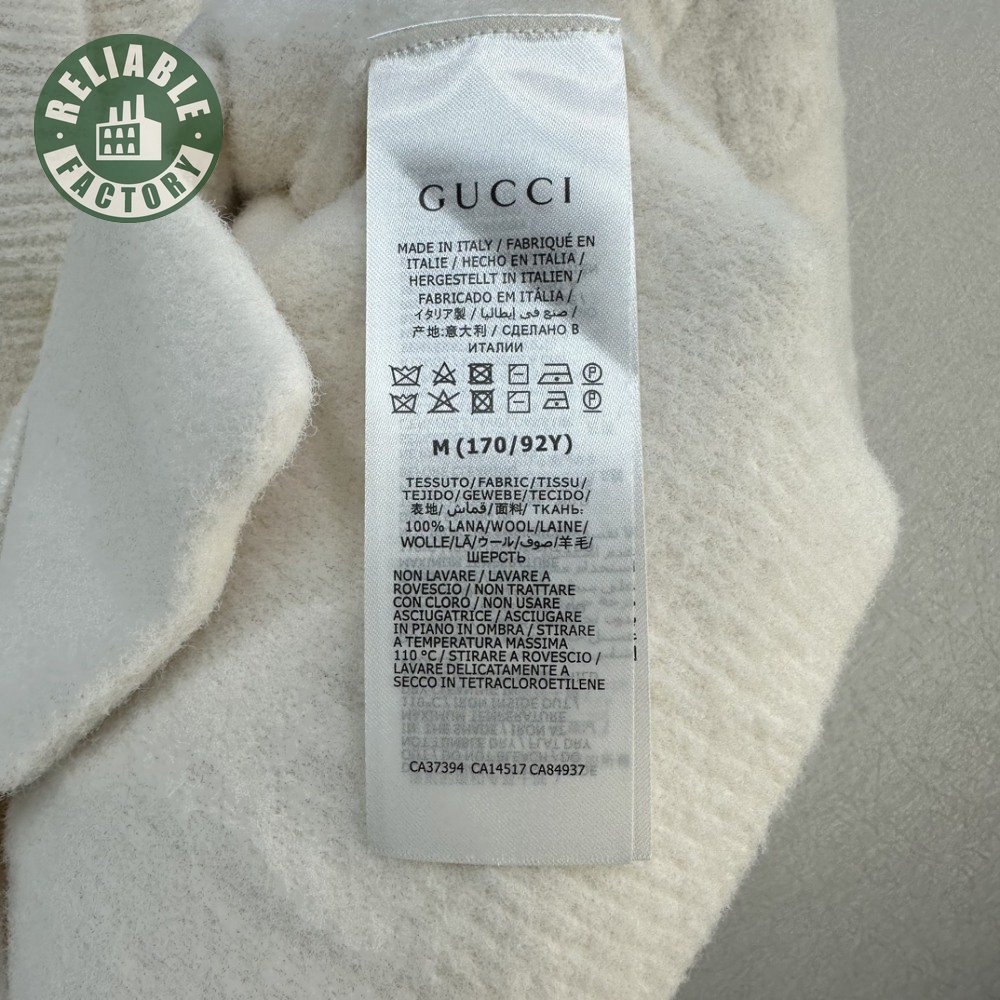 RELIABLE
FACTORY
GUCCI
MADE IN ITALY / FABRIQUÉ EN
ITALIE / HECHO EN ITALIA /
HERGESTELLT IN ITALIEN /
FABRICADO EM ITÁLIA /
イタリア製 / صنع في إيطاليا /
产地:意大利 / СДЕЛАНО В
ИТАЛИИ
M (170/92Y)
TESSUTO/FABRIC/TISSU/
TEJIDO/GEWEBE/TECIDO/
表地/قماش/面料/ ТКАНЬ:
100% LANA/WOOL/LAINE/
WOLLE/LÃ/ウール/صوف/羊毛/
ШЕРСТЬ
NON LAVARE / LAVARE A
ROVESCIO / NON TRATTARE
CON CLORO / NON USARE
ASCIUGATRICE / ASCIUGARE
IN PIANO IN OMBRA / STIRARE
A TEMPERATURA MASSIMA
110 °C / STIRARE A ROVESCIO /
LAVARE DELICATAMENTE A
SECCO IN TETRACLOROETILENE
CA37394 CA14517 CA84937